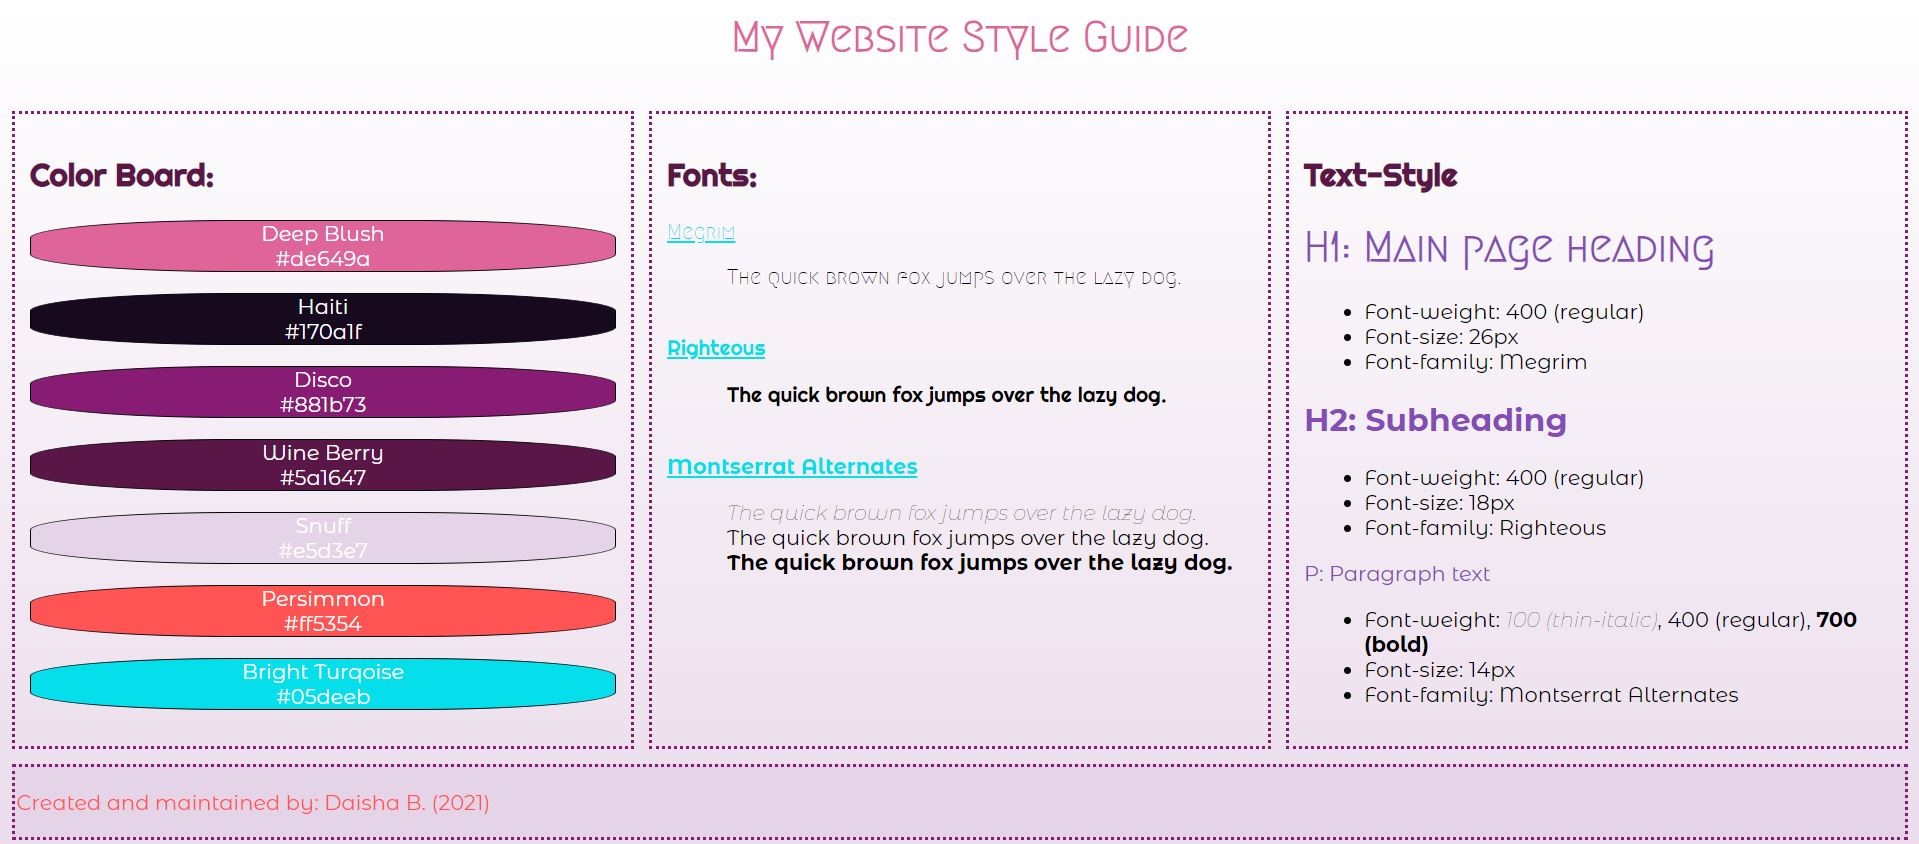 My Website Style Guide
Color Board:
Deep Blush
#de649a
Haiti
#170a1f
Disco
#881b73
Wine Berry
#5a1647
Snuff
#e5d3e7
Persimmon
#ff5354
Bright Turqoise
#05deeb
Fonts:
Megrim
The quick brown fox jumps over the lazy dog.
Righteous
The quick brown fox jumps over the lazy dog.
Montserrat Alternates
The quick brown fox jumps over the lazy dog.
The quick brown fox jumps over the lazy dog.
The quick brown fox jumps over the lazy dog.
Text-Style
H1: Main page heading
Font-weight: 400 (regular)
Font-size: 26px
Font-family: Megrim
H2: Subheading
Font-weight: 400 (regular)
Font-size: 18px
Font-family: Righteous
P: Paragraph text
Font-weight: 100 (thin-italic), 400 (regular), 700
(bold)
Font-size: 14px
Font-family: Montserrat Alternates
Created and maintained by: Daisha B. (2021)